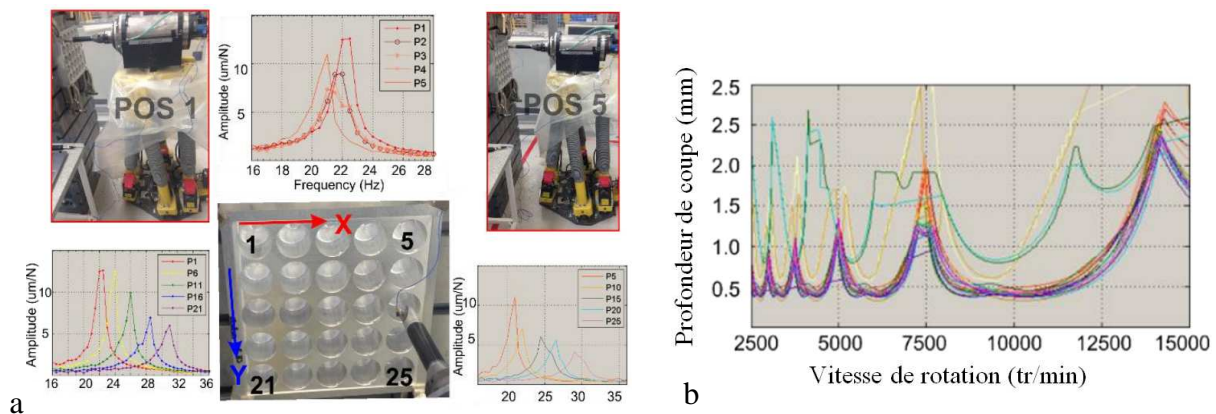 POS 1
Amplitude (um/N)
10
5
P1
P2
P3
P4
P5
16 18 20 22 24 26 28
Frequency (Hz)
POS 5
Amplitude (um/N)
10
5
P1
P6
P11
P16
P21
16 20 24 28 32 36
1 X 5
Y 21 25
Amplitude (um/N)
10
5
P5
P10
P15
P20
P25
20 25 30 35
a
Profondeur de coupe (mm)
2.5
2.0
1.5
1.0
0.5
2500 5000 7500 10000 12500 15000
Vitesse de rotation (tr/min)
b